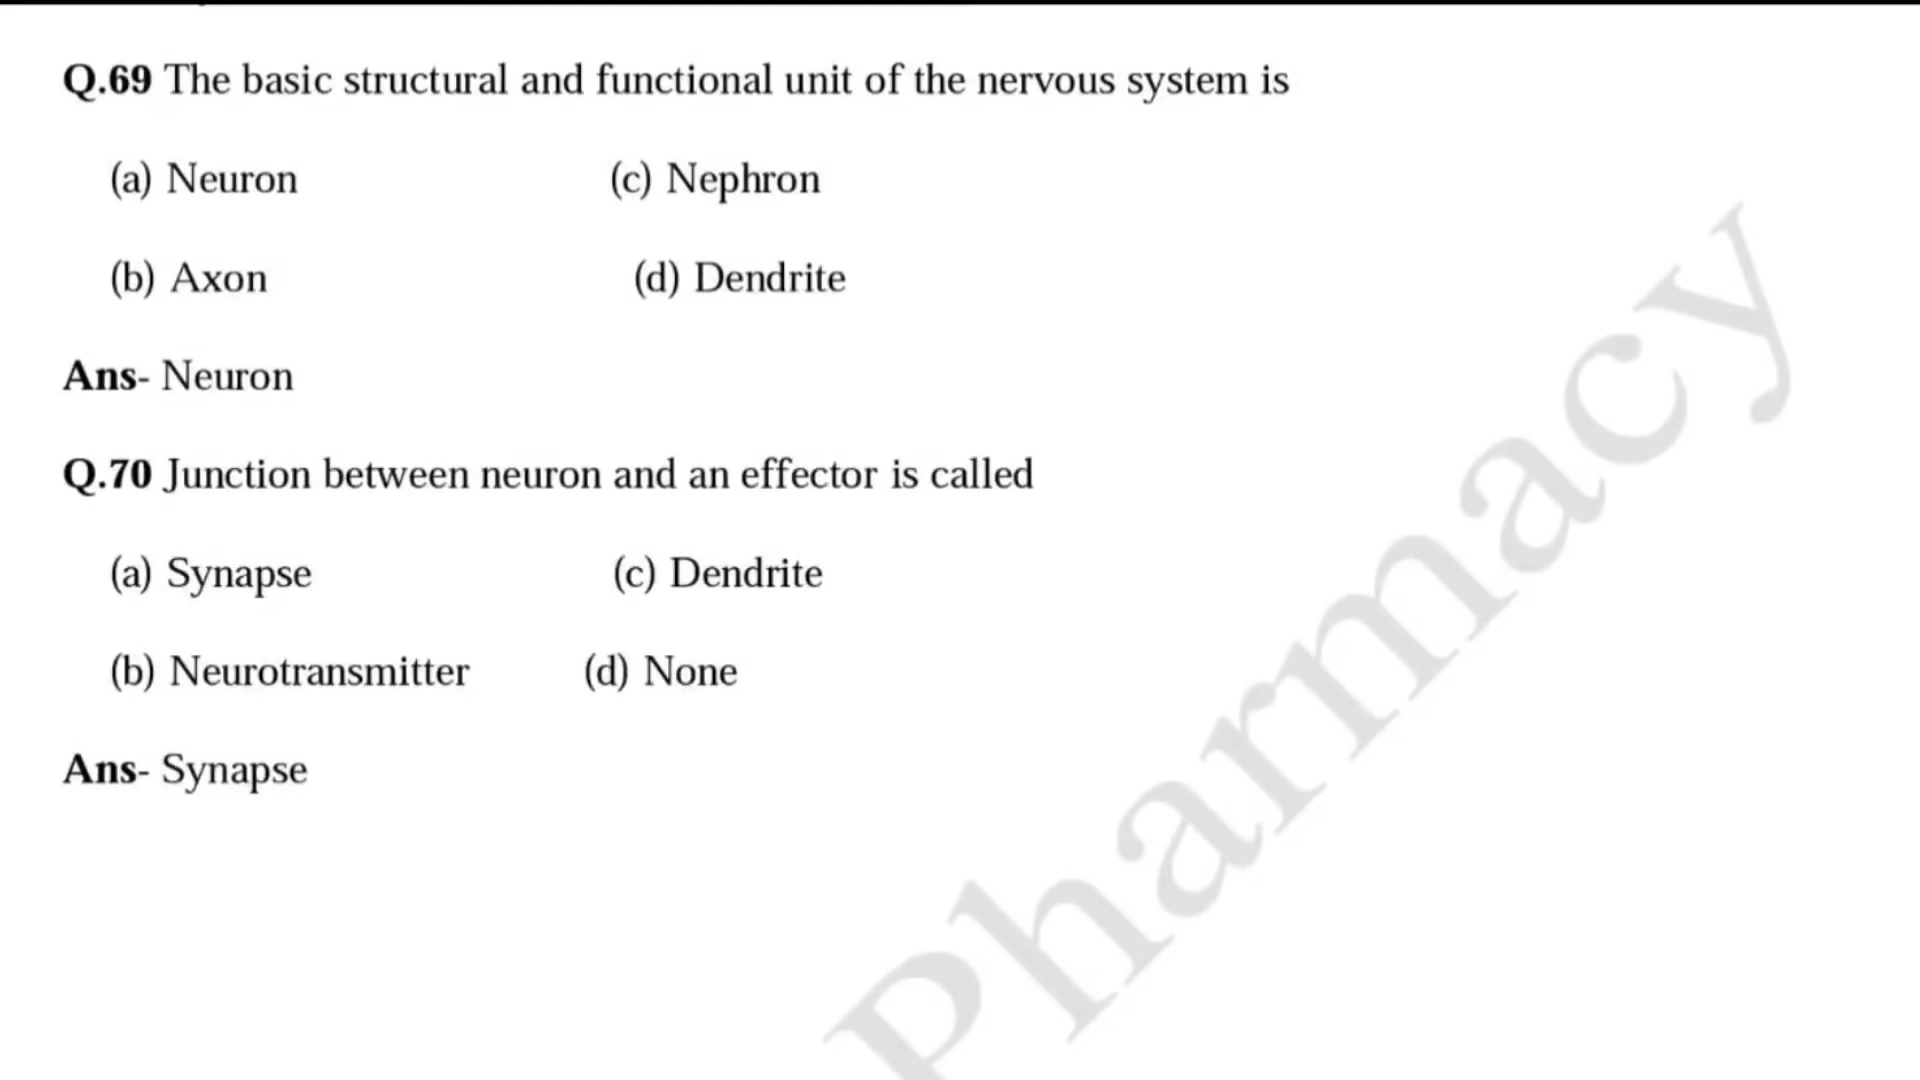 Q.69 The basic structural and functional unit of the nervous system is
(a) Neuron (c) Nephron
(b) Axon (d) Dendrite
Ans- Neuron
Q.70 Junction between neuron and an effector is called
(a) Synapse (c) Dendrite
(b) Neurotransmitter (d) None
Ans- Synapse
Pharmacy